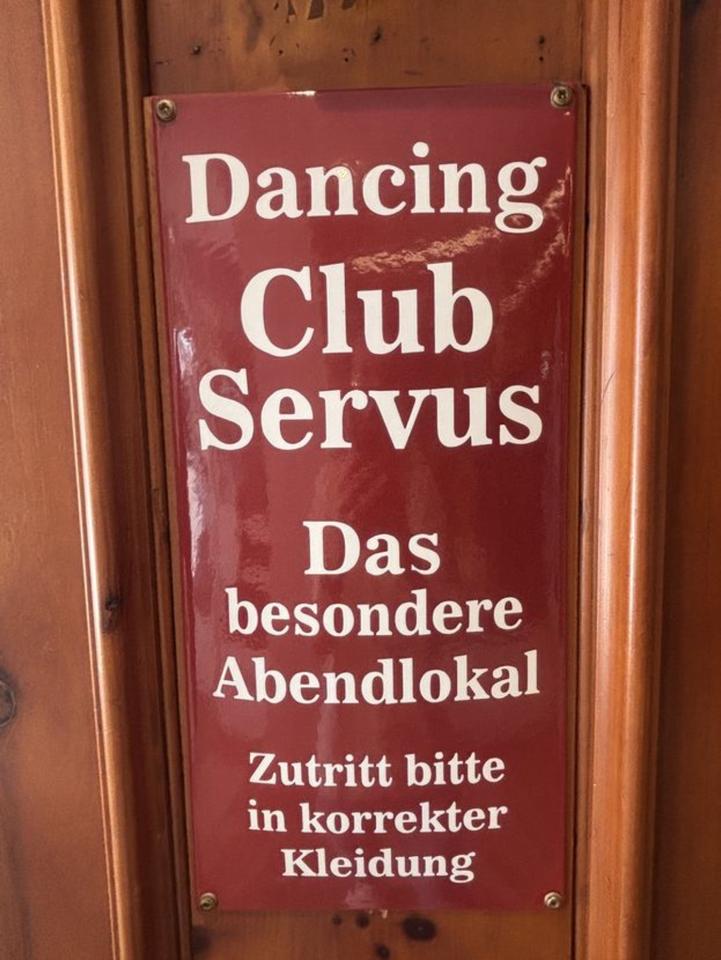 Dancing
Club
Servus
Das
besondere
Abendlokal
Zutritt bitte
in korrekter
Kleidung